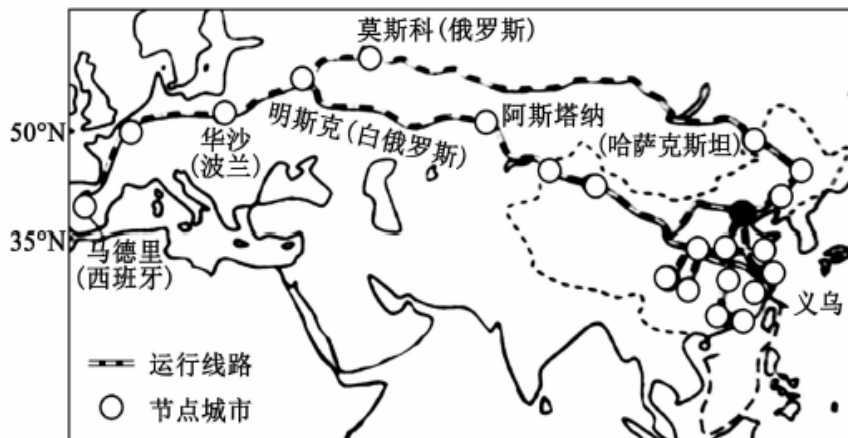 莫斯科(俄罗斯)
50°N
华沙
(波兰)
明斯克(白俄罗斯)
阿斯塔纳
(哈萨克斯坦)
35°N
马德里
(西班牙)
义乌
运行线路
节点城市